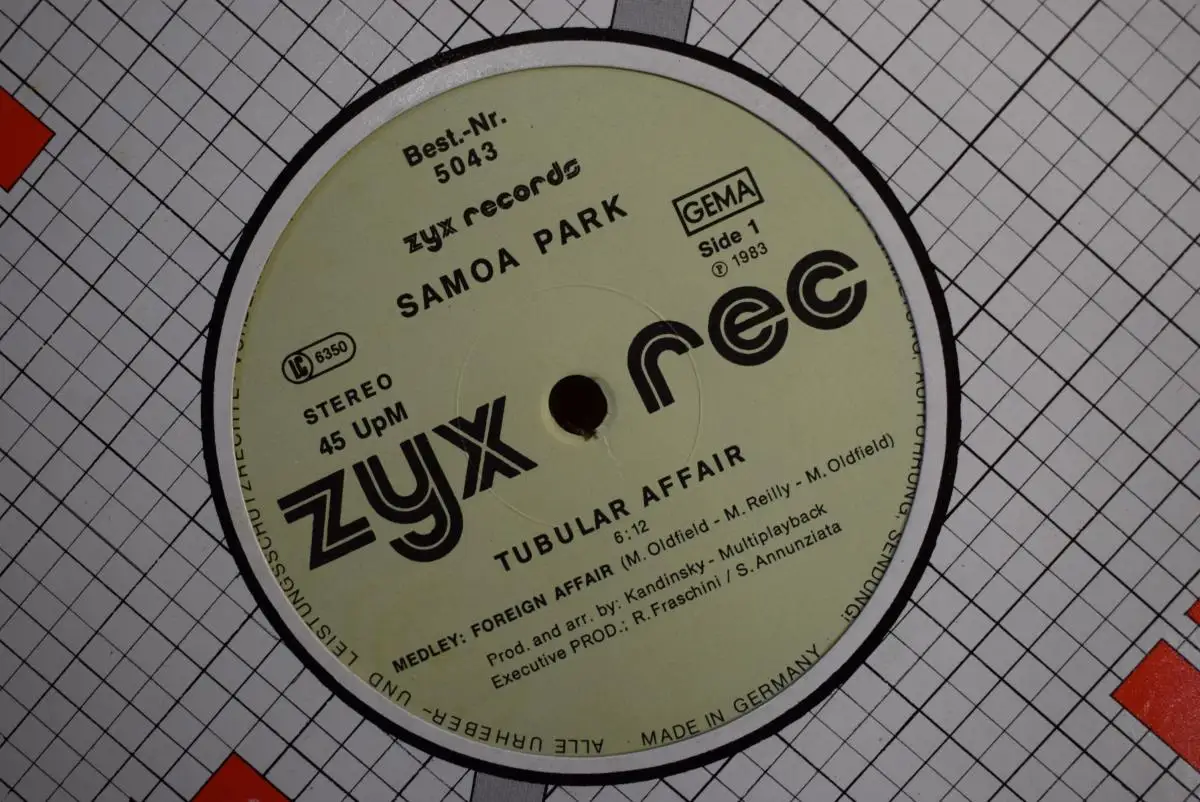 Best.-Nr.
5043
zyx records
SAMOA PARK
GEMA
Side 1
℗ 1983
LC 6350
STEREO
45 UpM
zyx rec
TUBULAR AFFAIR
6:12
MEDLEY: FOREIGN AFFAIR (M. Oldfield - M. Reilly - M. Oldfield)
Prod. and arr. by: Kandinsky - Multiplayback
Executive PROD.; R. Fraschini / S. Annunziata
ALLE URHEBER- UND LEISTUNGSSCHUTZRECHTE
AUFFÜHRUNG, SENDUNG!
MADE IN GERMANY